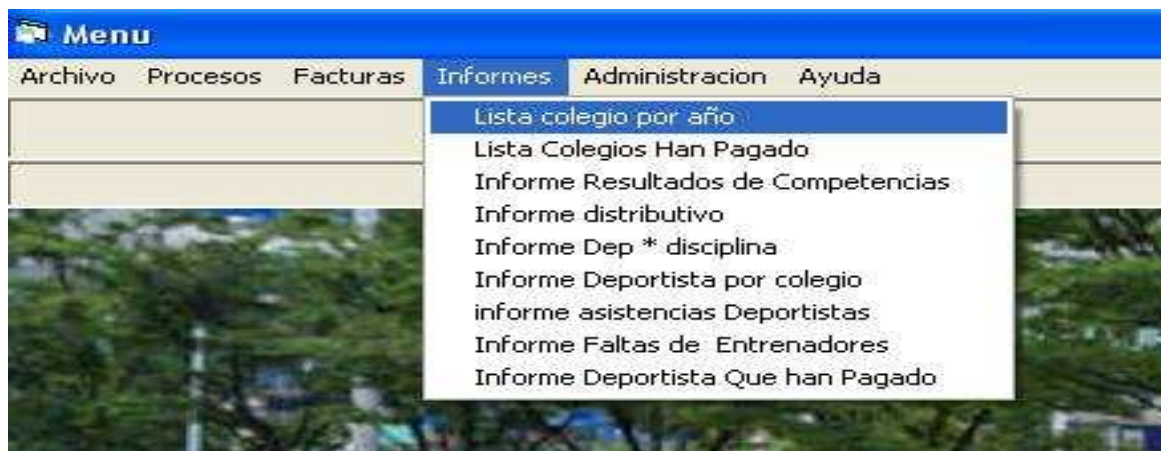 Menu
Archivo Procesos Facturas Informes Administracion Ayuda
Lista colegio por año
Lista Colegios Han Pagado
Informe Resultados de Competencias
Informe distributivo
Informe Dep * disciplina
Informe Deportista por colegio
informe asistencias Deportistas
Informe Faltas de Entrenadores
Informe Deportista Que han Pagado